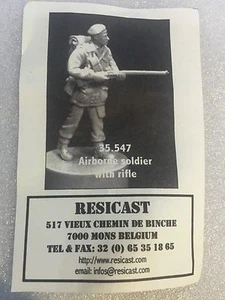 35.547
Airborne soldier
with rifle
RESICAST
517 VIEUX CHEMIN DE BINCHE
7000 MONS BELGIUM
TEL & FAX: 32 (0) 65 35 18 65
http://www.resicast.com
email: infos@resicast.com